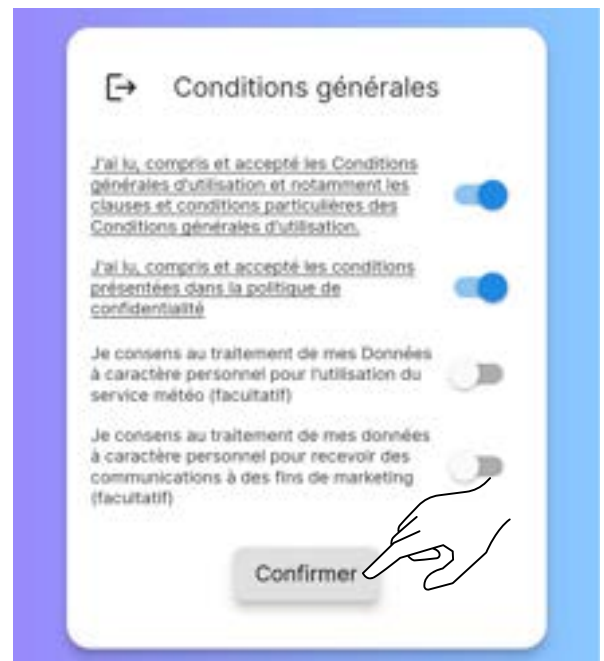 Conditions générales
J'ai lu, compris et accepté les Conditions
générales d'utilisation et notamment les
clauses et conditions particulières des
Conditions générales d'utilisation.
J'ai lu, compris et accepté les conditions
présentées dans la politique de
confidentialité
Je consens au traitement de mes Données
à caractère personnel pour l'utilisation du
service météo (facultatif)
Je consens au traitement de mes données
à caractère personnel pour recevoir des
communications à des fins de marketing
(facultatif)
Confirmer